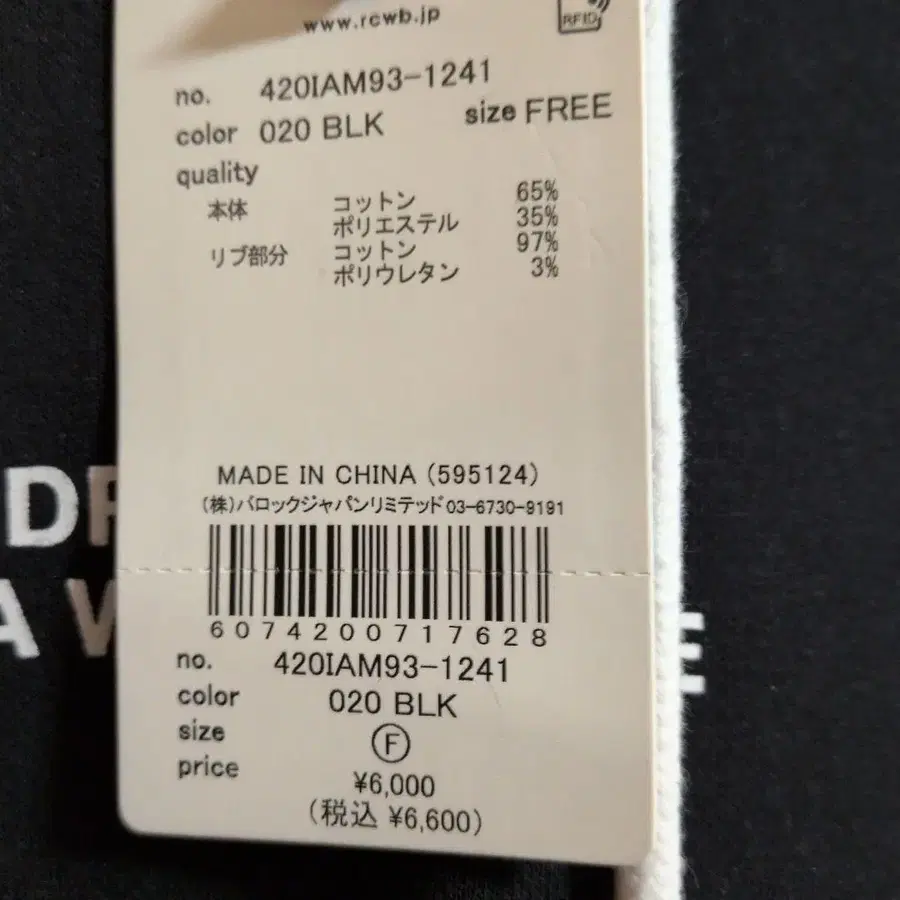 www.rcwb.jp
RFID
no. 420IAM93-1241
color 020 BLK size FREE
quality
本体 コットン 65%
ポリエステル 35%
リブ部分 コットン 97%
ポリウレタン 3%
MADE IN CHINA (595124)
(株)バロックジャパンリミテッド 03-6730-9191
6074200717628
no. 420IAM93-1241
color 020 BLK
size Ⓕ
price ¥6,000
(税込 ¥6,600)